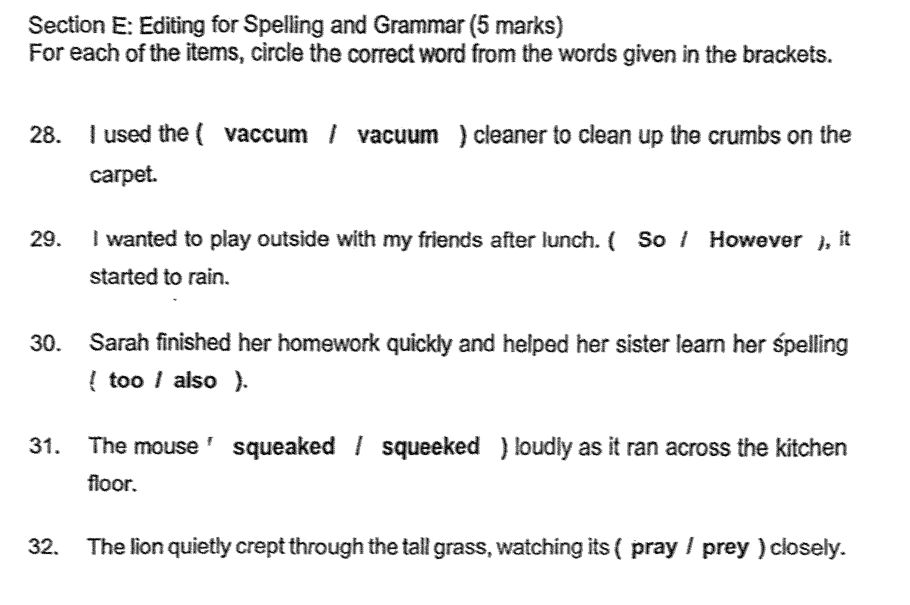 Section E: Editing for Spelling and Grammar (5 marks)
For each of the items, circle the correct word from the words given in the brackets.
28. I used the ( vaccum / vacuum ) cleaner to clean up the crumbs on the
carpet.
29. I wanted to play outside with my friends after lunch. ( So / However ), it
started to rain.
30. Sarah finished her homework quickly and helped her sister learn her spelling
( too / also ).
31. The mouse ( squeaked / squeeked ) loudly as it ran across the kitchen
floor.
32. The lion quietly crept through the tall grass, watching its ( pray / prey ) closely.